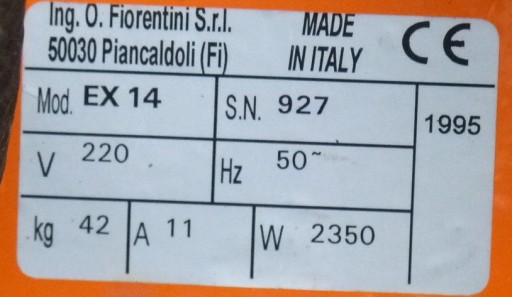 Ing. O. Fiorentini S.r.l. MADE CE
50030 Piancaldoli (Fi) IN ITALY
Mod. EX 14 S.N. 927 1995
V 220 Hz 50~
kg 42 A 11 W 2350